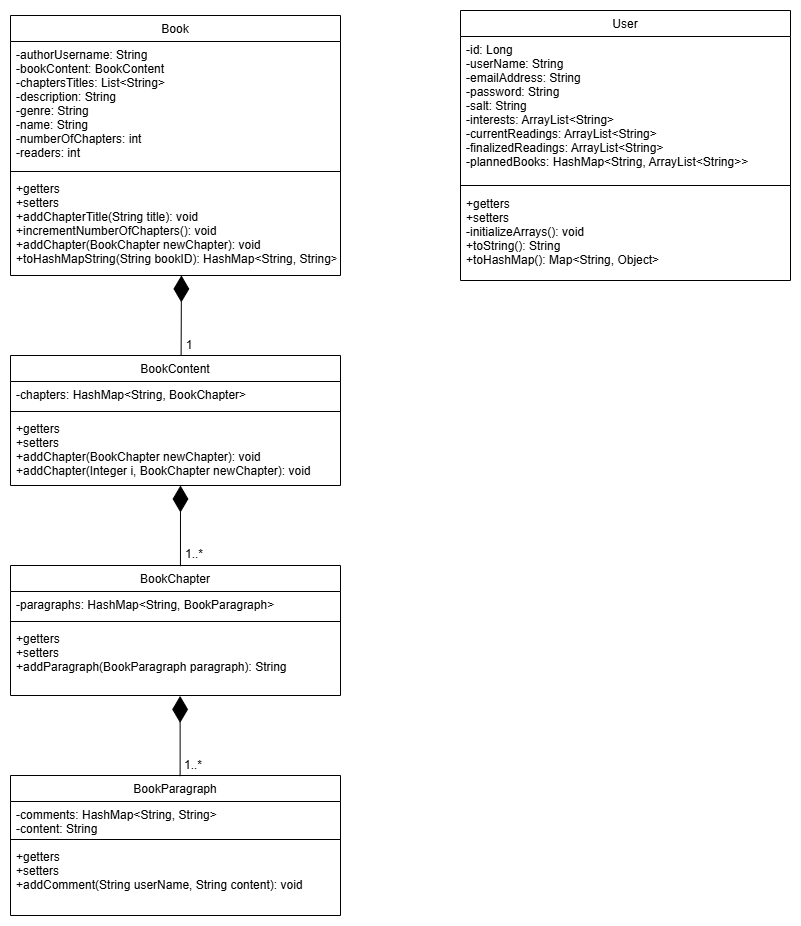 Book
-authorUsername: String
-bookContent: BookContent
-chaptersTitles: List<String>
-description: String
-genre: String
-name: String
-numberOfChapters: int
-readers: int
+getters
+setters
+addChapterTitle(String title): void
+incrementNumberOfChapters(): void
+addChapter(BookChapter newChapter): void
+toHashMapString(String bookID): HashMap<String, String>
1
BookContent
-chapters: HashMap<String, BookChapter>
+getters
+setters
+addChapter(BookChapter newChapter): void
+addChapter(Integer i, BookChapter newChapter): void
1..*
BookChapter
-paragraphs: HashMap<String, BookParagraph>
+getters
+setters
+addParagraph(BookParagraph paragraph): String
1..*
BookParagraph
-comments: HashMap<String, String>
-content: String
+getters
+setters
+addComment(String userName, String content): void
User
-id: Long
-userName: String
-emailAddress: String
-password: String
-salt: String
-interests: ArrayList<String>
-currentReadings: ArrayList<String>
-finalizedReadings: ArrayList<String>
-plannedBooks: HashMap<String, ArrayList<String>>
+getters
+setters
-initializeArrays(): void
+toString(): String
+toHashMap(): Map<String, Object>